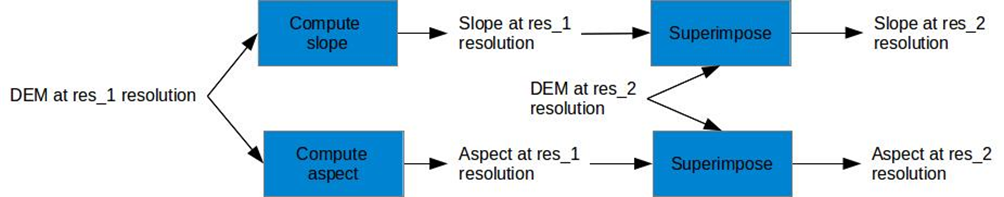 Compute
slope
Slope at res_1
resolution
Superimpose
Slope at res_2
resolution
DEM at res_1 resolution
DEM at res_2
resolution
Compute
aspect
Aspect at res_1
resolution
Superimpose
Aspect at res_2
resolution